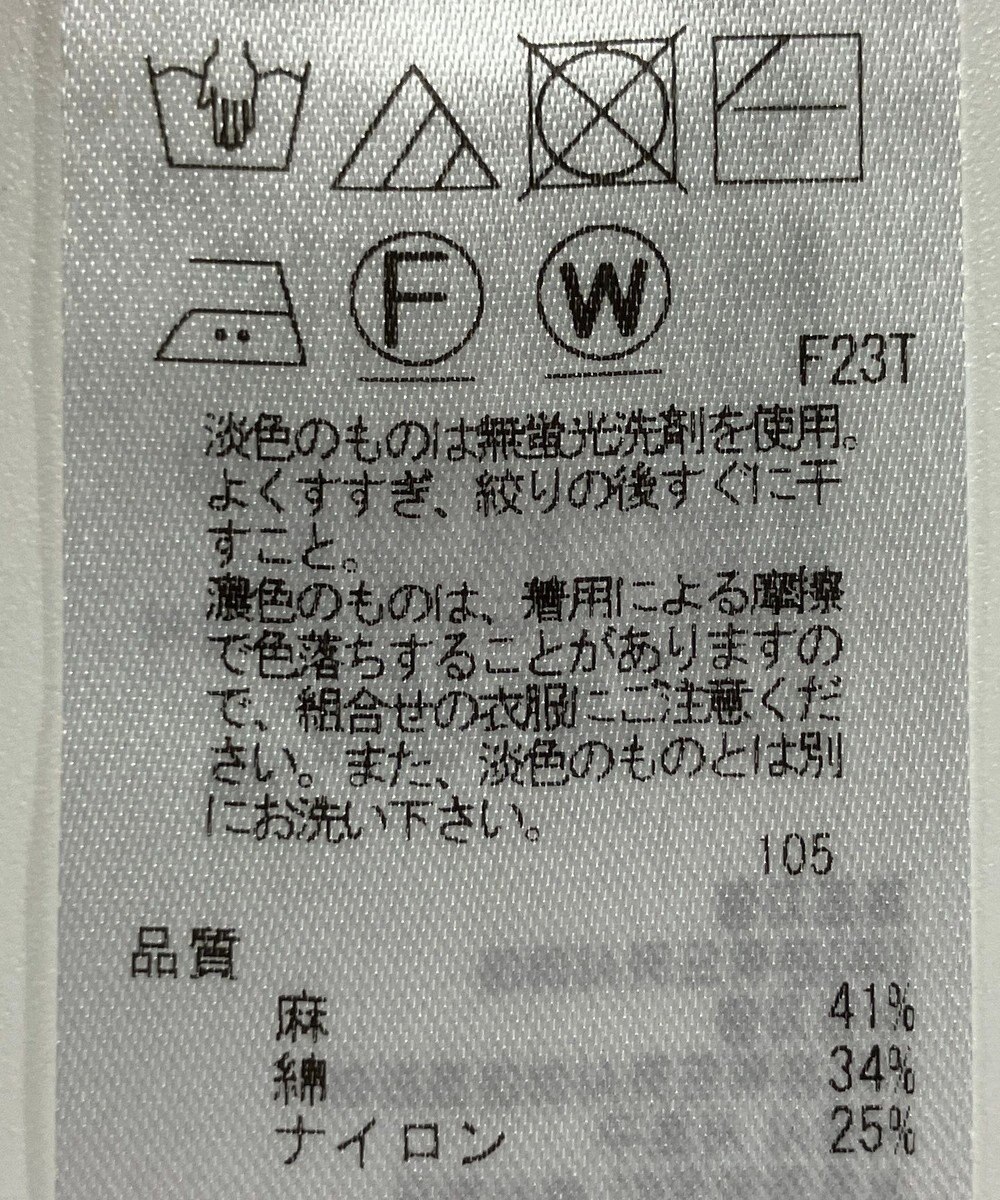 F W
F23T
淡色のものは無蛍光洗剤を使用。
よくすすぎ、絞りの後すぐに干
すこと。
濃色のものは、着用による摩擦
で色落ちすることがありますの
で、組合せの衣服にご注意くだ
さい。また、淡色のものとは別
にお洗い下さい。
105
品質
麻 41%
綿 34%
ナイロン 25%